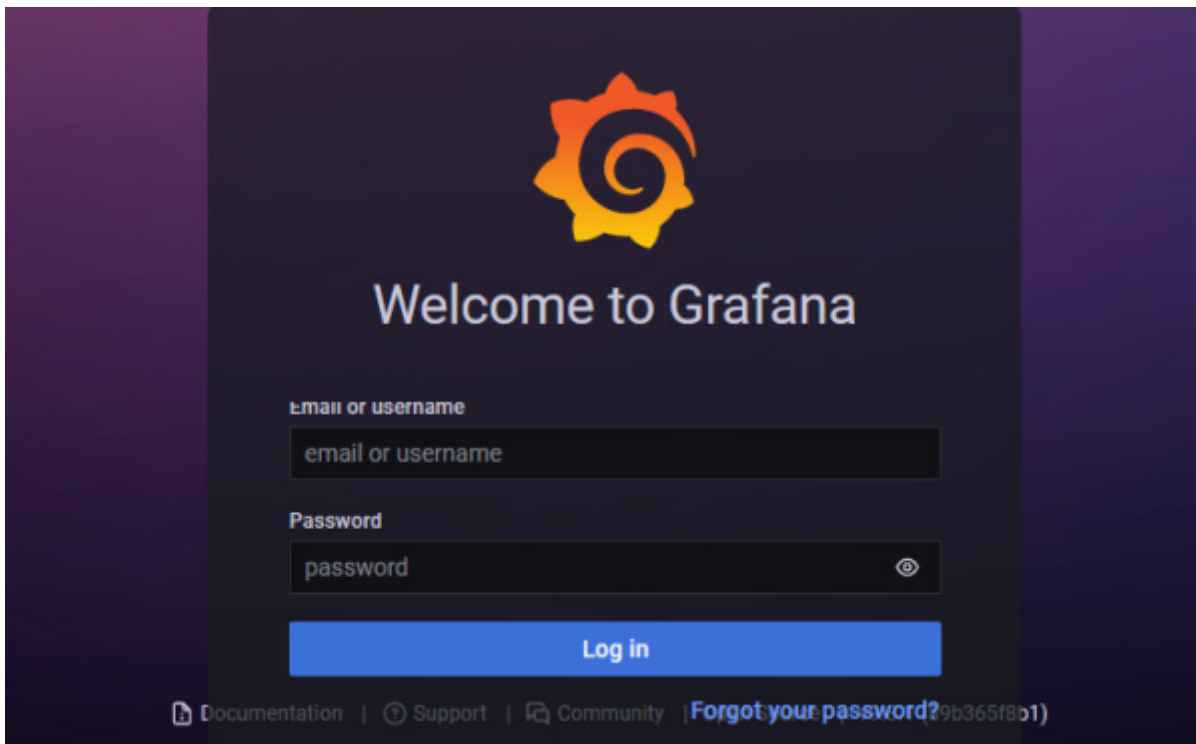 Welcome to Grafana
Email or username
email or username
Password
password
Log in
Documentation | Support | Community |
Forgot your password?
9b365f8b1)